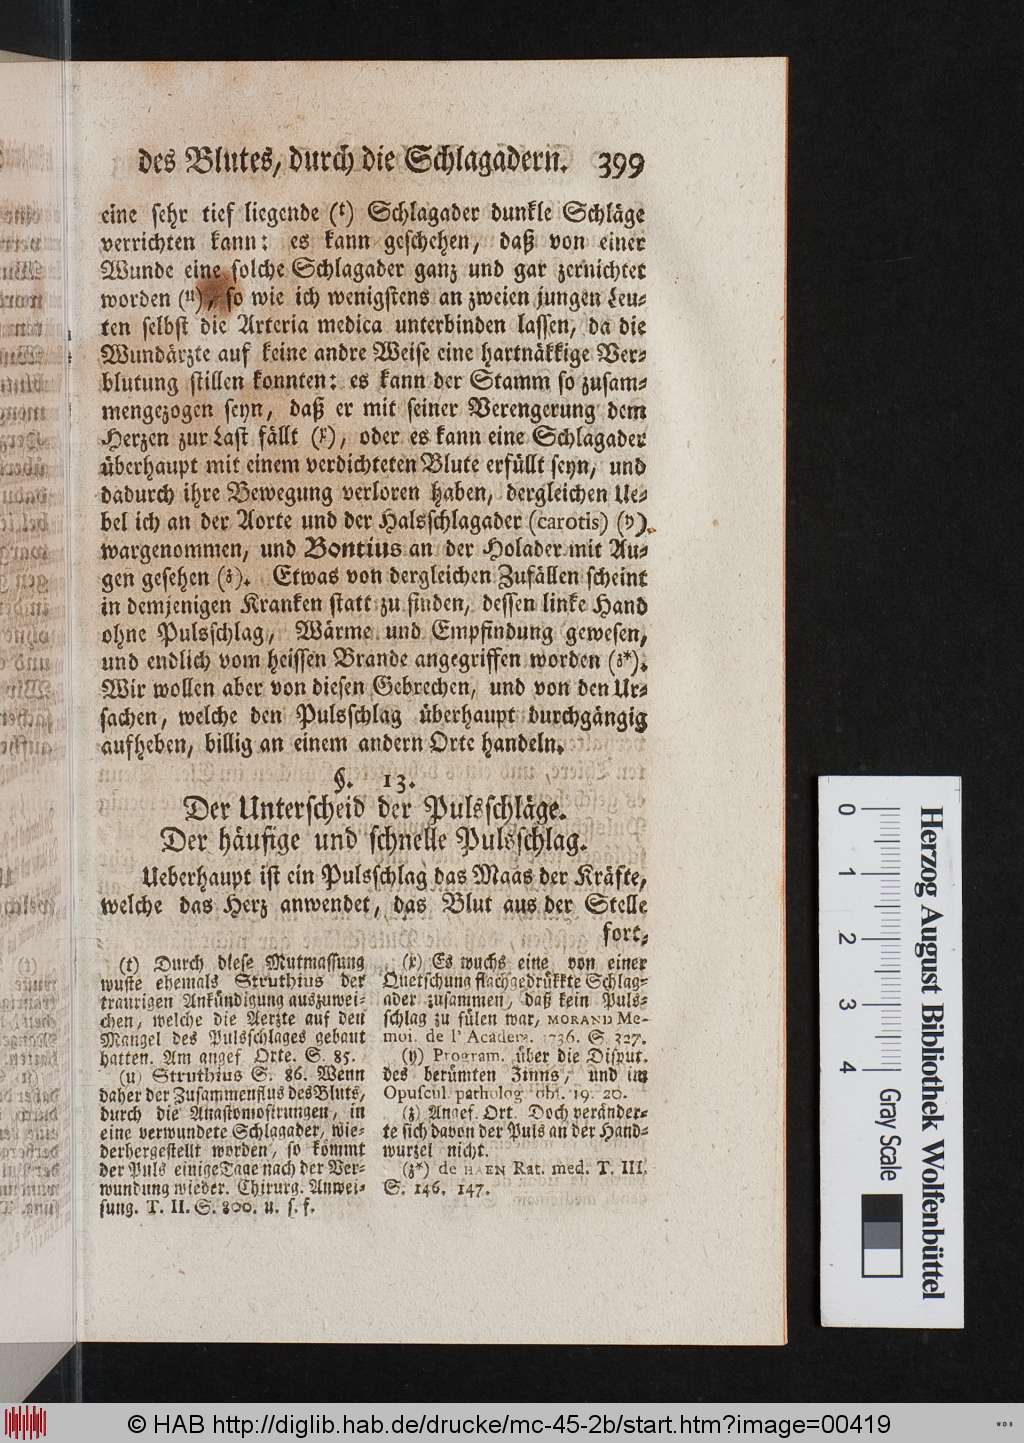 des Blutes, durch die Schlagadern. 399
eine sehr tief liegende (t) Schlagader dunkle Schläge
verrichten kann: es kann geschehen, daß von einer
Wunde eine solche Schlagader ganz und gar zernichtet
worden (u), so wie ich wenigstens an zweien jungen Leu-
ten selbst die Arteria medica unterbinden lassen, da die
Wundärzte auf keine andre Weise eine hartnäkkige Ver-
blutung stillen konnten: es kann der Stamm so zusam-
mengezogen seyn, daß er mit seiner Verengerung dem
Herzen zur Last fällt (x), oder es kann eine Schlagader
überhaupt mit einem verdichteten Blute erfüllt seyn, und
dadurch ihre Bewegung verloren haben, dergleichen Ue-
bel ich an der Aorte und der Halsschlagader (carotis) (y)
wargenommen, und Bontius an der Holader mit Au-
gen gesehen (z). Etwas von dergleichen Zufällen scheint
in demjenigen Kranken statt zu finden, dessen linke Hand
ohne Pulsschlag, Wärme und Empfindung gewesen,
und endlich vom heissen Brande angegriffen worden (z*).
Wir wollen aber von diesen Gebrechen, und von den Ur-
sachen, welche den Pulsschlag überhaupt durchgängig
aufheben, billig an einem andern Orte handeln.
§. 13.
Der Unterscheid der Pulsschläge.
Der häufige und schnelle Pulsschlag.
Ueberhaupt ist ein Pulsschlag das Maas der Kräfte,
welche das Herz anwendet, das Blut aus der Stelle
fort-
(t) Durch diese Mutmassung
wuste ehemals Struthius der
traurigen Ankündigung auszuwei-
chen, welche die Aerzte auf den
Mangel des Pulsschlages gebaut
hatten. Am angef. Orte. S. 85.
(u) Struthius S. 86. Wenn
daher der Zusammenflus des Bluts,
durch die Anastomosirungen, in
eine verwundete Schlagader, wie-
derhergestellt worden, so kömmt
der Puls einige Tage nach der Ver-
wundung wieder. Chirurg. Anwei-
sung. T. II. S. 800. u. s. f.
(x) Es wuchs eine von einer
Quetschung flachgedrükkte Schlag-
ader zusammen, daß kein Puls-
schlag zu fülen war, MORAND Me-
moi. de l' Academ. 1736. S. 327.
(y) Program. über die Disput.
des berümten Zinns, und im
Opuscul. patholog. obs. 19. 20.
(z) Angef. Ort. Doch veränder-
te sich davon der Puls an der Hand-
wurzel nicht.
(z*) de HAEN Rat. med. T. III.
S. 146. 147.
0 1 2 3 4
Gray Scale
Herzog August Bibliothek Wolfenbüttel
© HAB http://diglib.hab.de/drucke/mc-45-2b/start.htm?image=00419